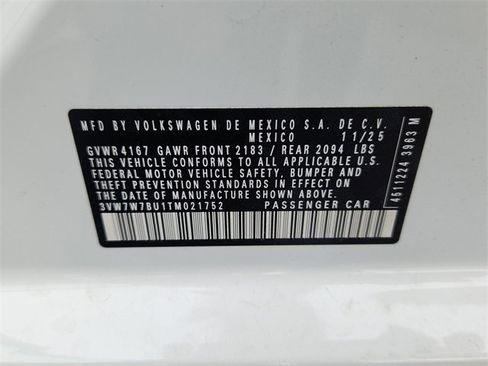 MFD BY VOLKSWAGEN DE MEXICO S.A. DE C.V.
MEXICO 11/25
GVWR 4167 GAWR FRONT 2183 / REAR 2094 LBS
THIS VEHICLE CONFORMS TO ALL APPLICABLE U.S.
FEDERAL MOTOR VEHICLE SAFETY, BUMPER AND
THEFT PREVENTION STANDARDS IN EFFECT ON
THE DATE OF MANUFACTURE SHOWN ABOVE.
3VW7W7BU1TM021752 PASSENGER CAR
4611224 3963 M